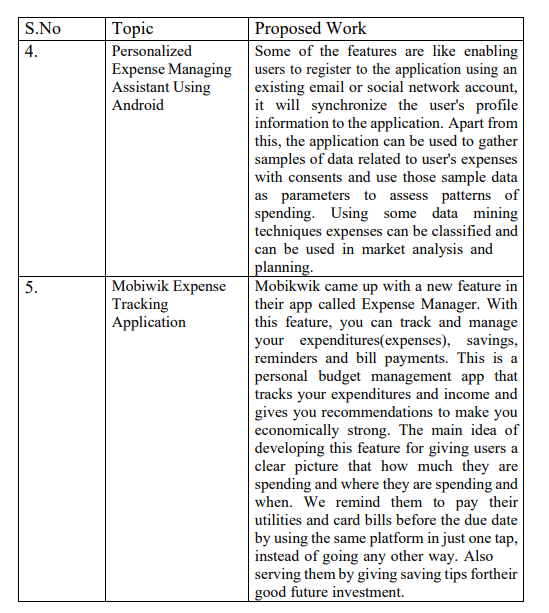 S.No Topic Proposed Work
4. Personalized Expense Managing Assistant Using Android
Some of the features are like enabling
users to register to the application using an
existing email or social network account,
it will synchronize the user's profile
information to the application. Apart from
this, the application can be used to gather
samples of data related to user's expenses
with consents and use those sample data
as parameters to assess patterns of
spending. Using some data mining
techniques expenses can be classified and
can be used in market analysis and
planning.
5. Mobiwik Expense Tracking Application
Mobikwik came up with a new feature in
their app called Expense Manager. With
this feature, you can track and manage
your expenditures(expenses), savings,
reminders and bill payments. This is a
personal budget management app that
tracks your expenditures and income and
gives you recommendations to make you
economically strong. The main idea of
developing this feature for giving users a
clear picture that how much they are
spending and where they are spending and
when. We remind them to pay their
utilities and card bills before the due date
by using the same platform in just one tap,
instead of going any other way. Also
serving them by giving saving tips fortheir
good future investment.